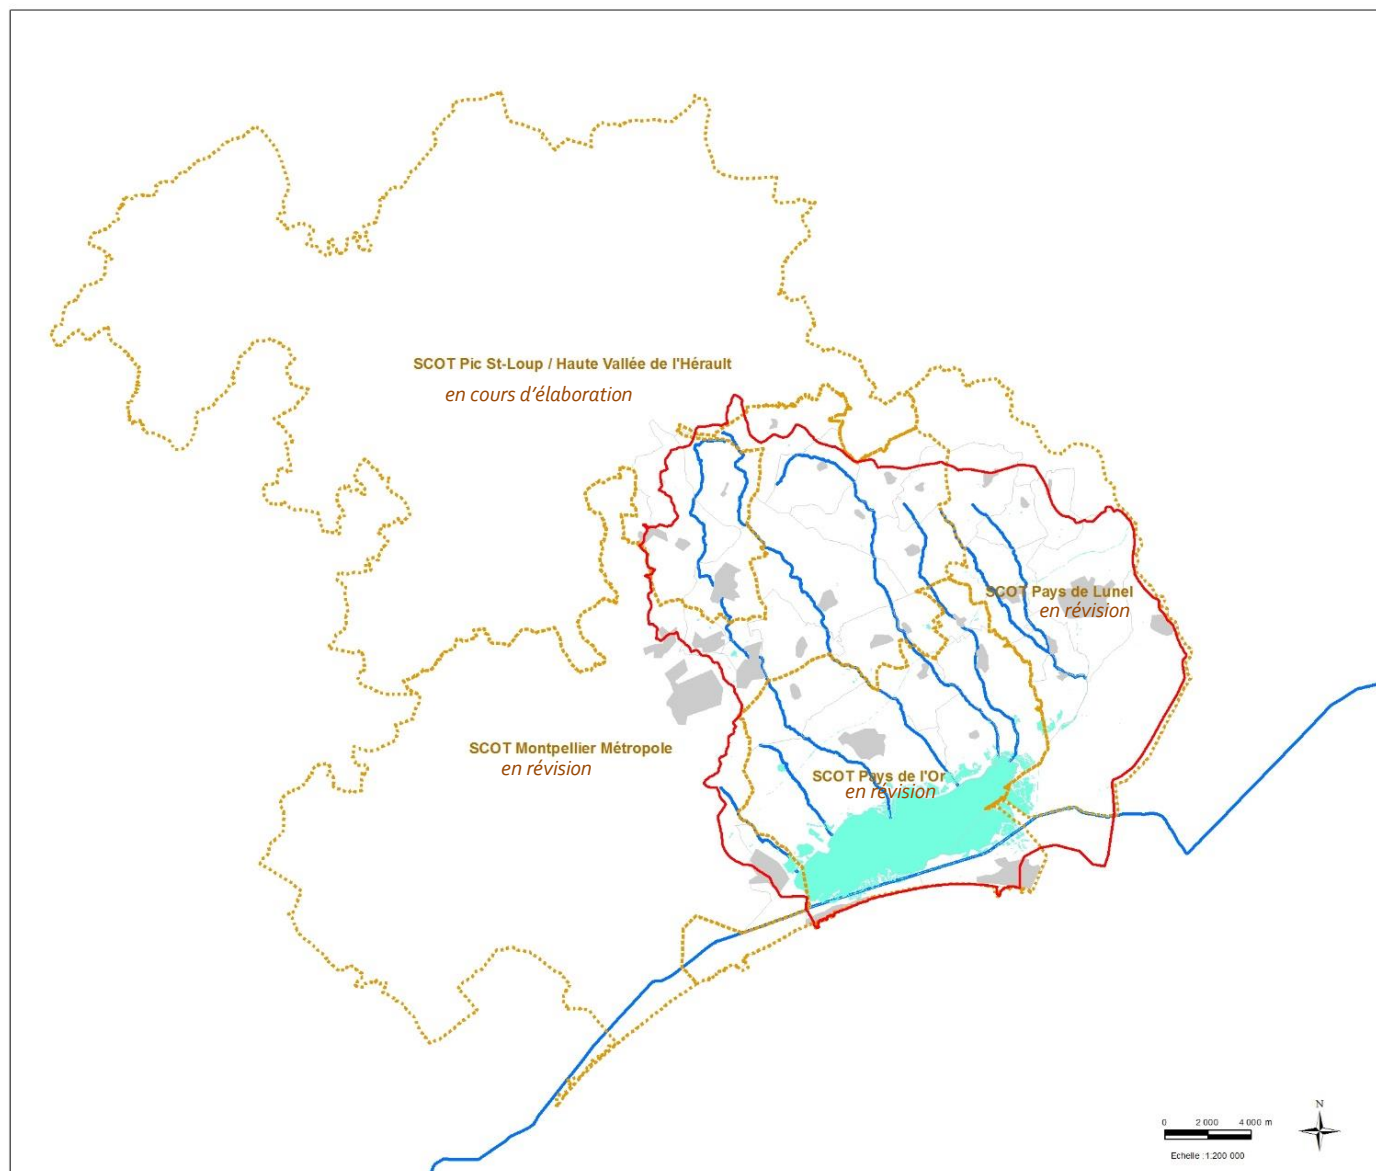 SCOT Pic St-Loup / Haute Vallée de l'Hérault
en cours d'élaboration
SCOT Pays de Lunel
en révision
SCOT Montpellier Métropole
en révision
SCOT Pays de l'Or
en révision
N
0 2 000 4 000 m
Echelle : 1:200 000